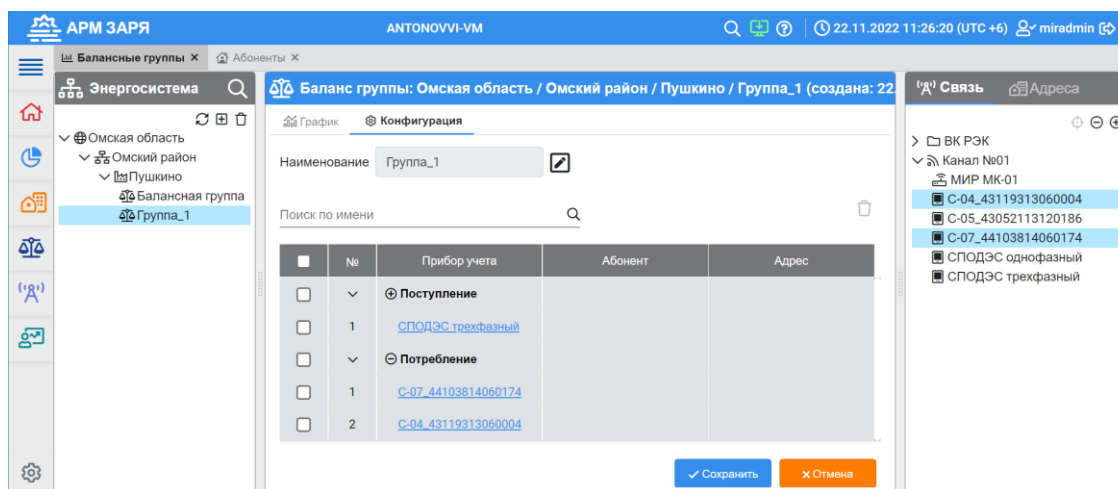 АРМ ЗАРЯ ANTONOVVI-VM 22.11.2022 11:26:20 (UTC +6) miradmin
Балансные группы × Абоненты ×
Энергосистема
Омская область
Омский район
Пушкино
Балансная группа
Группа_1
Баланс группы: Омская область / Омский район / Пушкино / Группа_1 (создана: 22.
График Конфигурация
Наименование Группа_1
Поиск по имени
№ Прибор учета Абонент Адрес
Поступление
1 СПОДЭС трехфазный
Потребление
1 С-07_44103814060174
2 С-04_43119313060004
Сохранить Отмена
Связь Адреса
ВК РЭК
Канал №01
МИР МК-01
С-04_43119313060004
С-05_43052113120186
С-07_44103814060174
СПОДЭС однофазный
СПОДЭС трехфазный